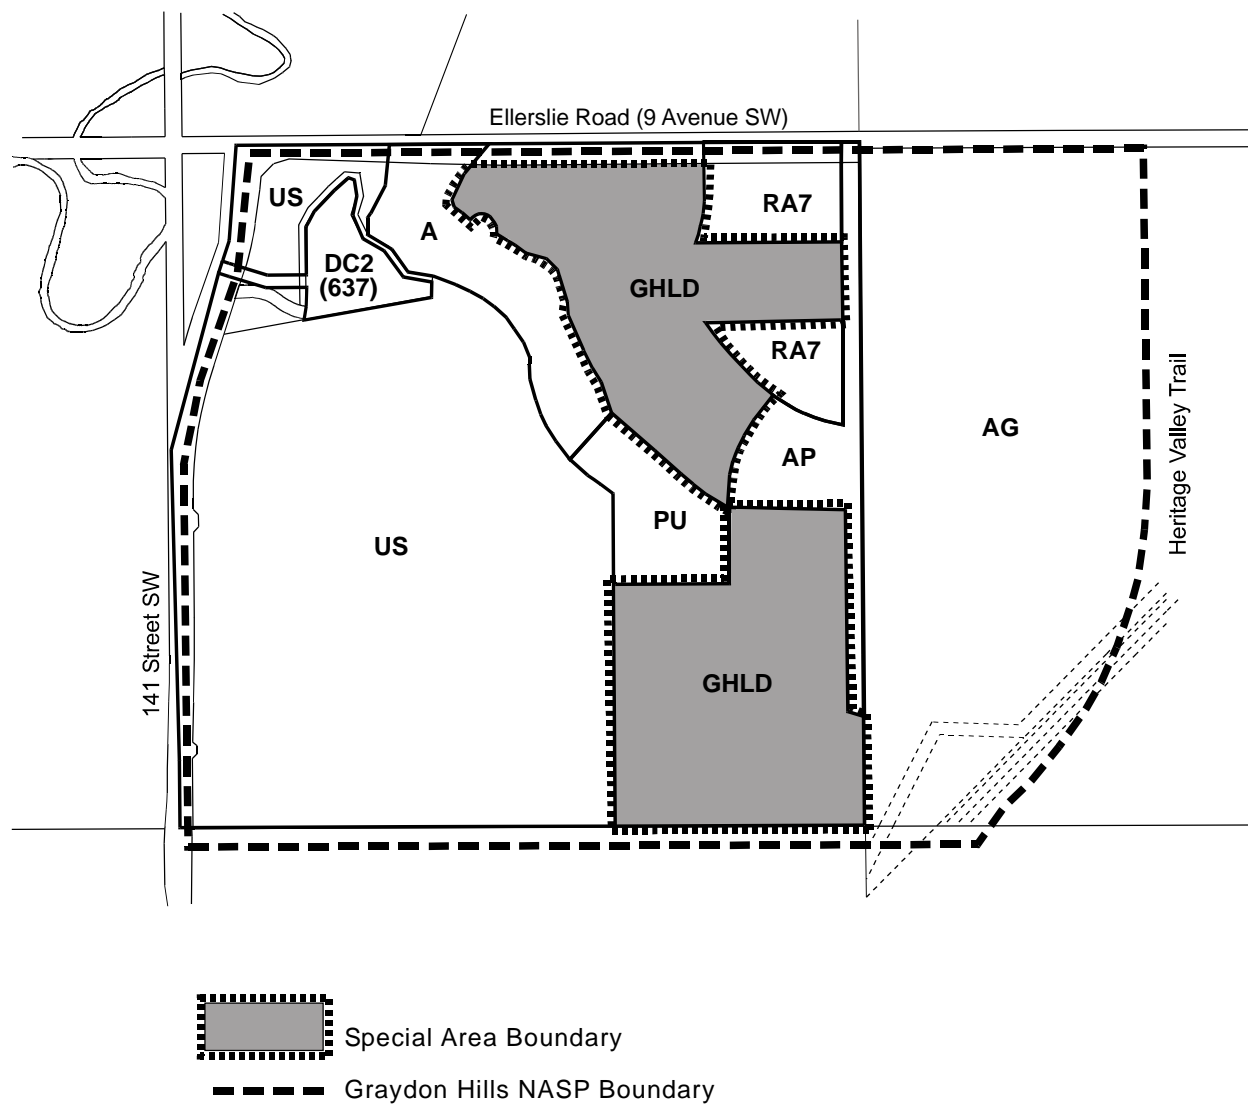 Ellerslie Road (9 Avenue SW)
US
RA7
A
DC2
(637)
GHLD
RA7
Heritage Valley Trail
AG
AP
PU
US
141 Street SW
GHLD
Special Area Boundary
Graydon Hills NASP Boundary